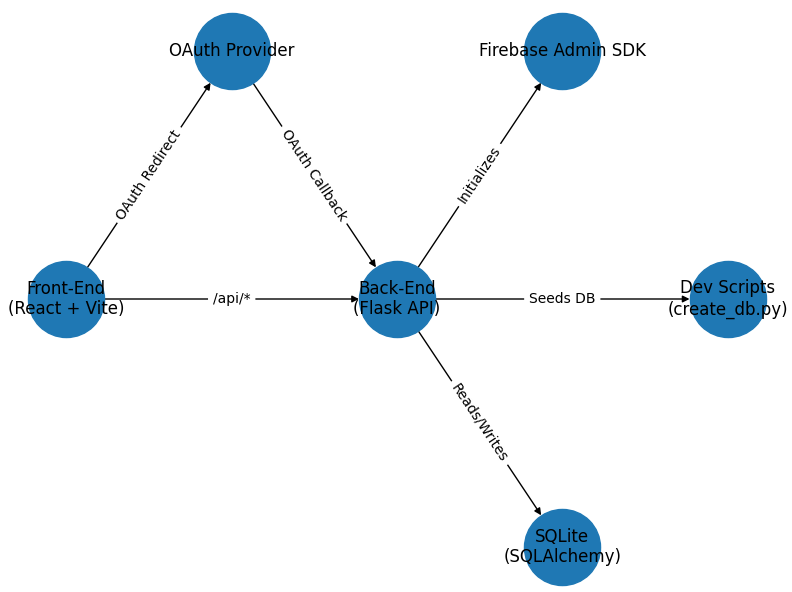 OAuth Provider
Firebase Admin SDK
OAuth Redirect
OAuth Callback
Initializes
Front-End
(React + Vite)
/api/*
Back-End
(Flask API)
Seeds DB
Dev Scripts
(create_db.py)
Reads/Writes
SQLite
(SQLAlchemy)